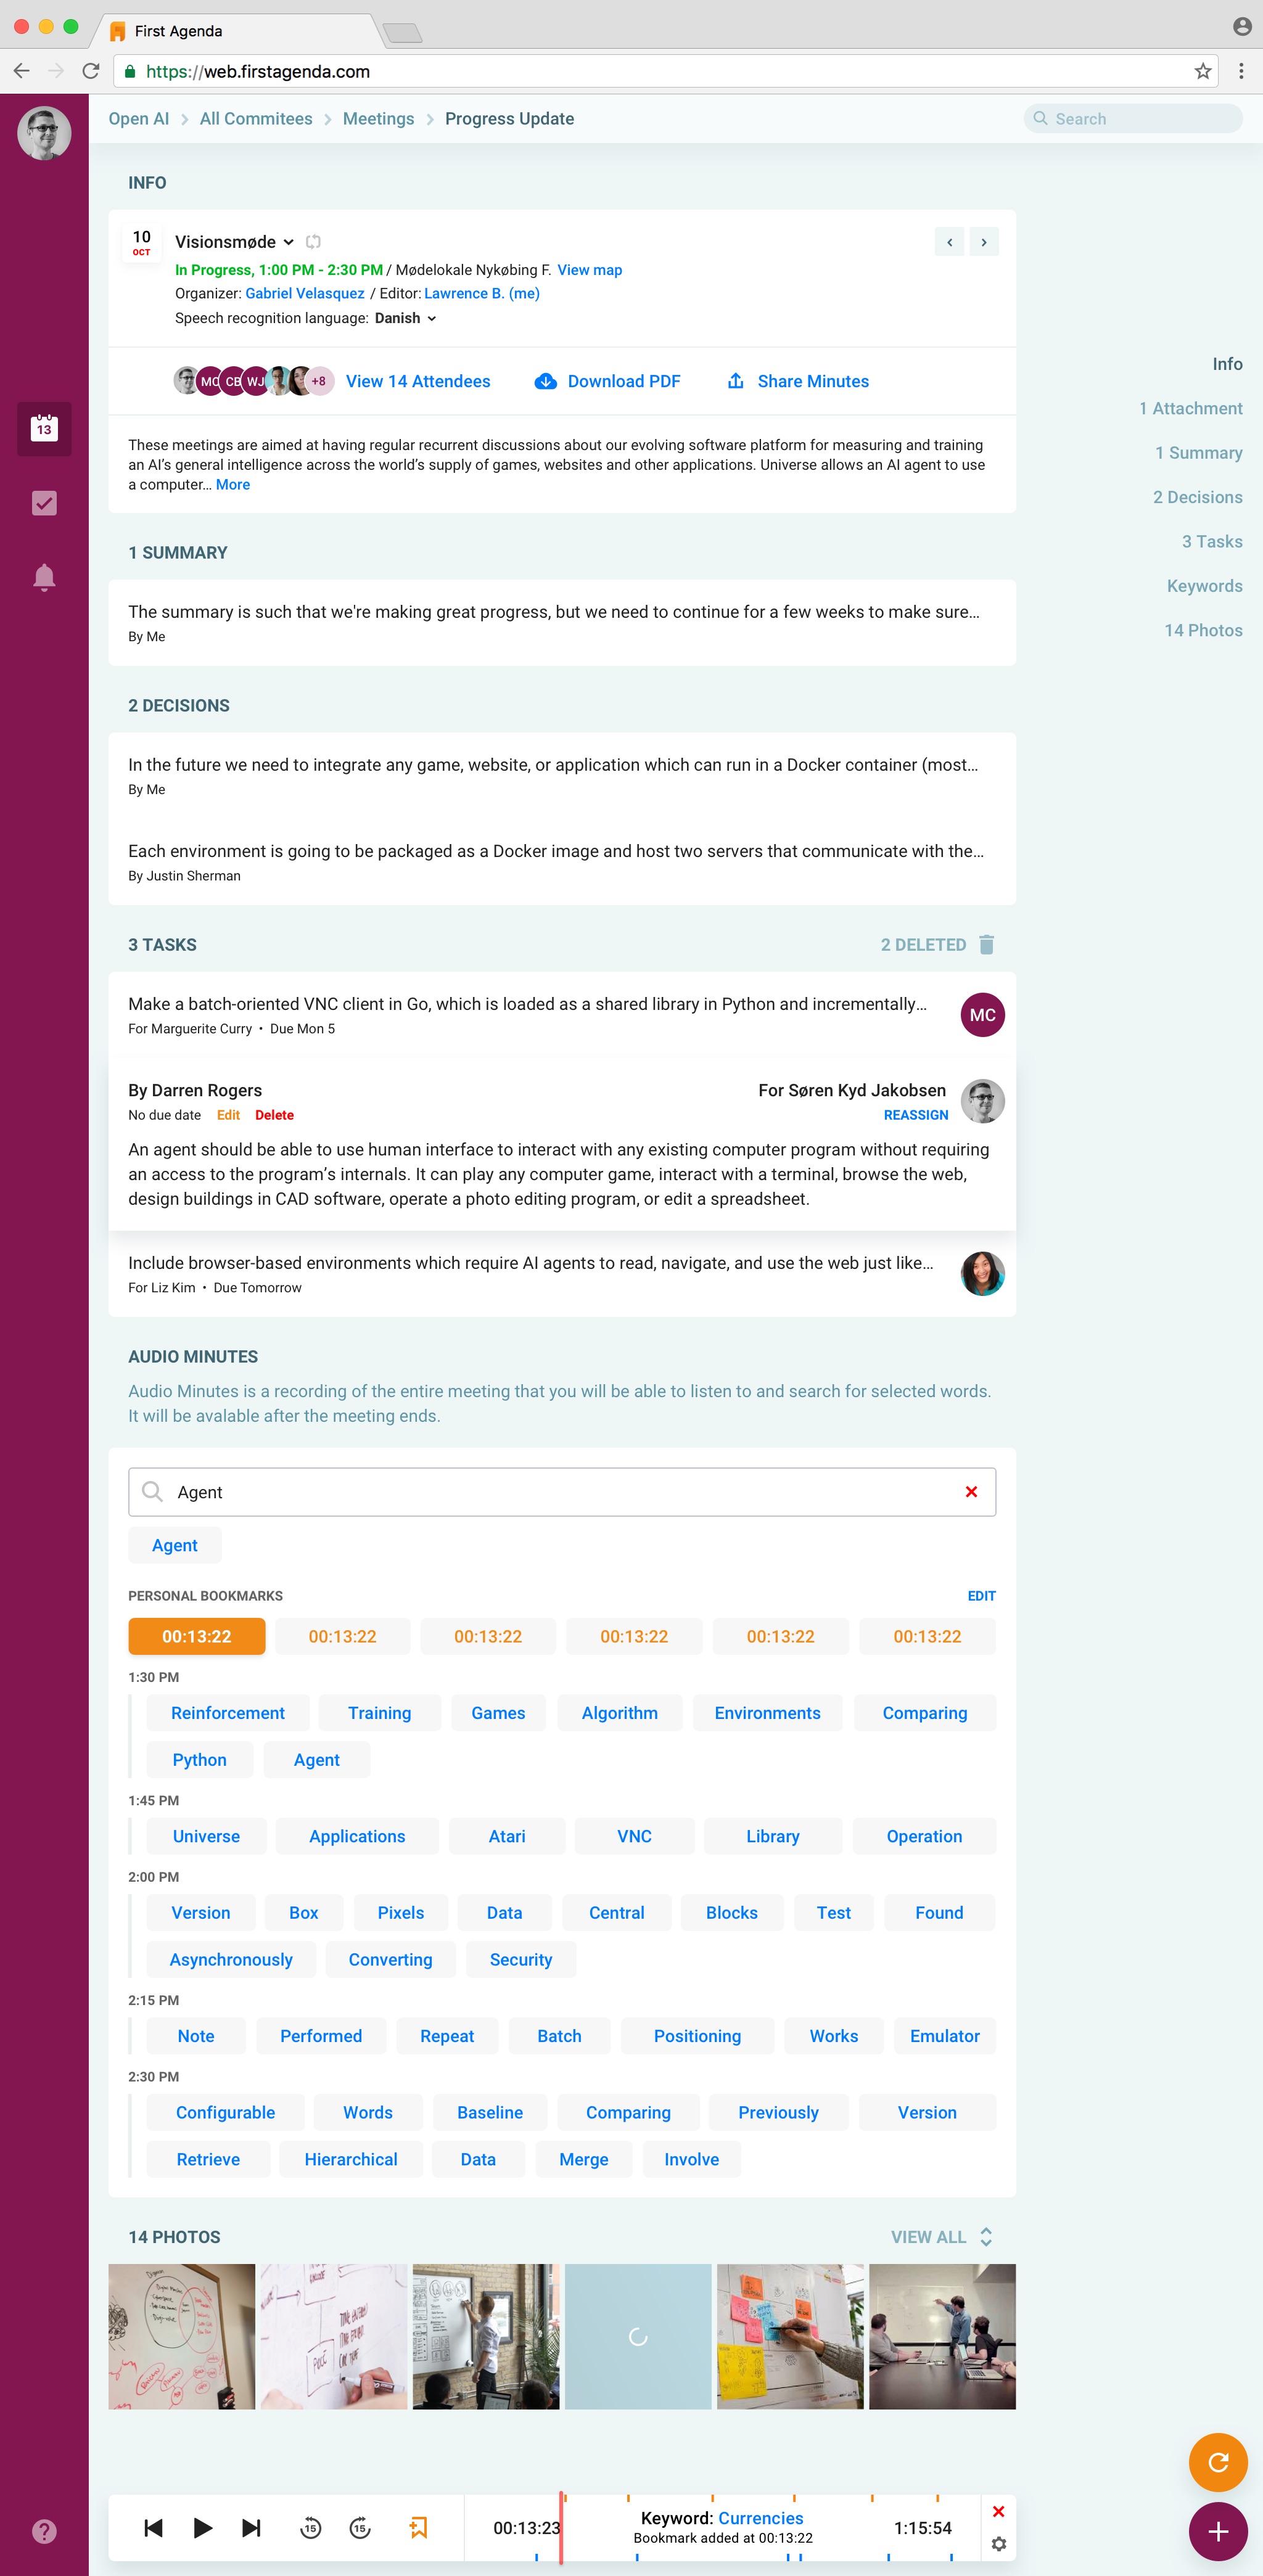 First Agenda
https://web.firstagenda.com
Open AI > All Commitees > Meetings > Progress Update
Search
INFO
10
OCT
Visionsmøde
In Progress, 1:00 PM - 2:30 PM / Mødelokale Nykøbing F. View map
Organizer: Gabriel Velasquez / Editor: Lawrence B. (me)
Speech recognition language: Danish
MC CB WJ +8 View 14 Attendees Download PDF Share Minutes
These meetings are aimed at having regular recurrent discussions about our evolving software platform for measuring and training
an AI’s general intelligence across the world’s supply of games, websites and other applications. Universe allows an AI agent to use
a computer... More
Info
1 Attachment
1 Summary
2 Decisions
3 Tasks
Keywords
14 Photos
13
1 SUMMARY
The summary is such that we're making great progress, but we need to continue for a few weeks to make sure...
By Me
2 DECISIONS
In the future we need to integrate any game, website, or application which can run in a Docker container (most...
By Me
Each environment is going to be packaged as a Docker image and host two servers that communicate with the...
By Justin Sherman
3 TASKS
2 DELETED
Make a batch-oriented VNC client in Go, which is loaded as a shared library in Python and incrementally...
For Marguerite Curry • Due Mon 5
MC
By Darren Rogers
For Søren Kyd Jakobsen
No due date Edit Delete
REASSIGN
An agent should be able to use human interface to interact with any existing computer program without requiring
an access to the program’s internals. It can play any computer game, interact with a terminal, browse the web,
design buildings in CAD software, operate a photo editing program, or edit a spreadsheet.
Include browser-based environments which require AI agents to read, navigate, and use the web just like...
For Liz Kim • Due Tomorrow
AUDIO MINUTES
Audio Minutes is a recording of the entire meeting that you will be able to listen to and search for selected words.
It will be avalable after the meeting ends.
Agent
Agent
PERSONAL BOOKMARKS
EDIT
00:13:22 00:13:22 00:13:22 00:13:22 00:13:22 00:13:22
1:30 PM
Reinforcement Training Games Algorithm Environments Comparing
Python Agent
1:45 PM
Universe Applications Atari VNC Library Operation
2:00 PM
Version Box Pixels Data Central Blocks Test Found
Asynchronously Converting Security
2:15 PM
Note Performed Repeat Batch Positioning Works Emulator
2:30 PM
Configurable Words Baseline Comparing Previously Version
Retrieve Hierarchical Data Merge Involve
14 PHOTOS
VIEW ALL
15 15
00:13:23
Keyword: Currencies
Bookmark added at 00:13:22
1:15:54